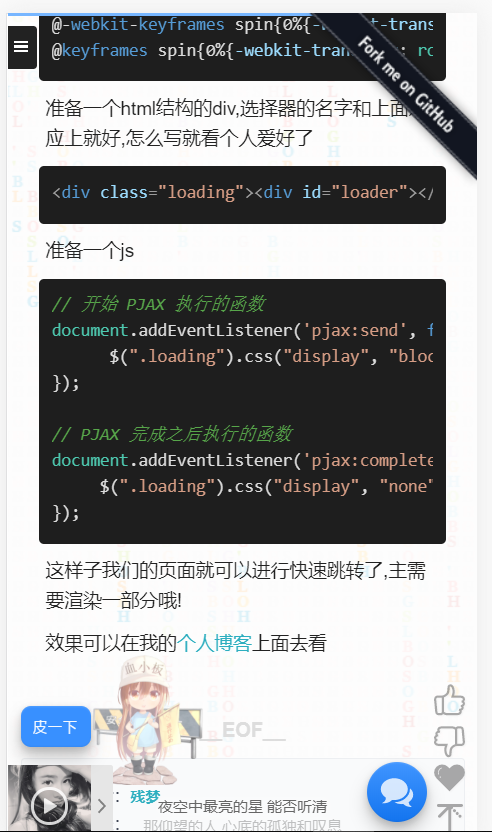 @-webkit-keyframes spin{0%{-webkit-trans
@keyframes spin{0%{-webkit-tran
Fork me on GitHub
准备一个html结构的div,选择器的名字和上面
应上就好,怎么写就看个人爱好了
<div class="loading"><div id="loader"></
准备一个js
// 开始 PJAX 执行的函数
document.addEventListener('pjax:send', f
$(".loading").css("display", "bloc
});
// PJAX 完成之后执行的函数
document.addEventListener('pjax:complete
$(".loading").css("display", "none"
});
这样子我们的页面就可以进行快速跳转了,主需
要渲染一部分哦!
效果可以在我的个人博客上面去看
血小板
皮一下
__EOF__
: 残梦
夜空中最亮的星 能否听清
那仰望的人 心底的孤独和叹息